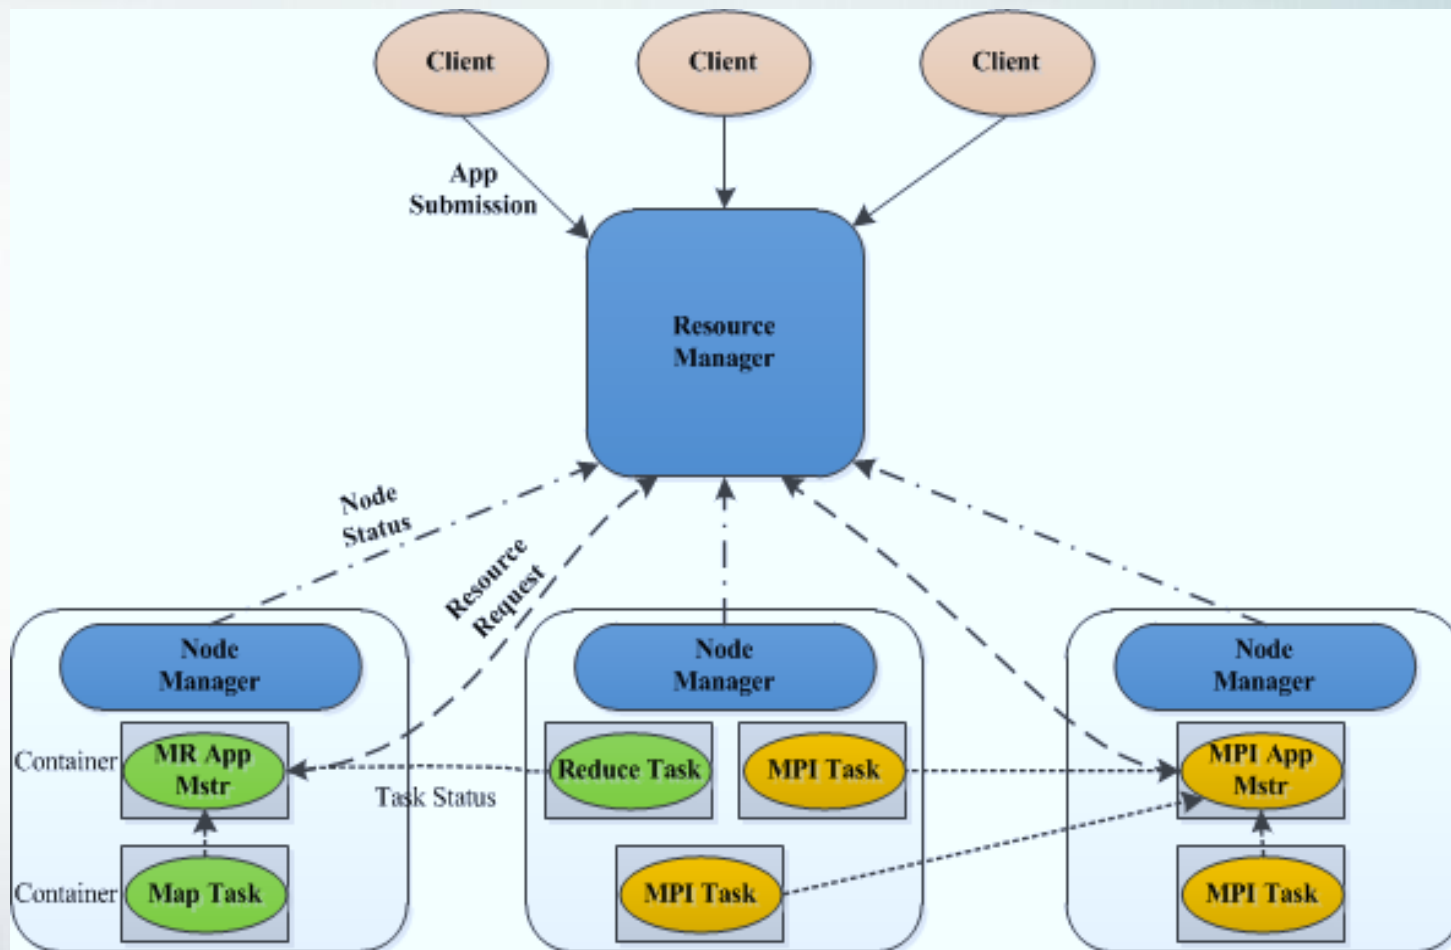 Client
Client
Client
App
Submission
Resource
Manager
Node
Status
Resource
Request
Node
Manager
Node
Manager
Node
Manager
Container
MR App
Mstr
Task Status
Reduce Task
MPI Task
MPI App
Mstr
Container
Map Task
MPI Task
MPI Task